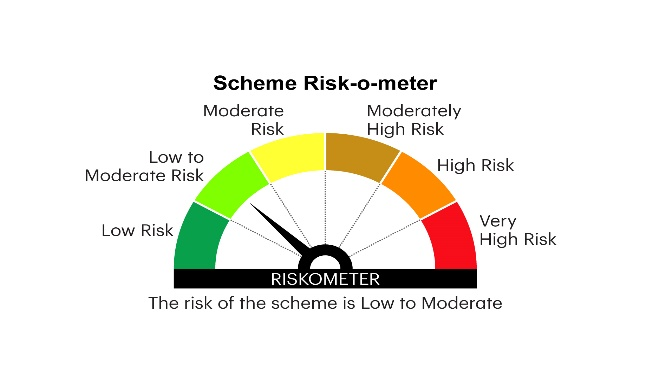 Scheme Risk-o-meter
Moderate
Risk
Moderately
High Risk
Low to
Moderate Risk
High Risk
Low Risk
Very
High Risk
RISKOMETER
The risk of the scheme is Low to Moderate